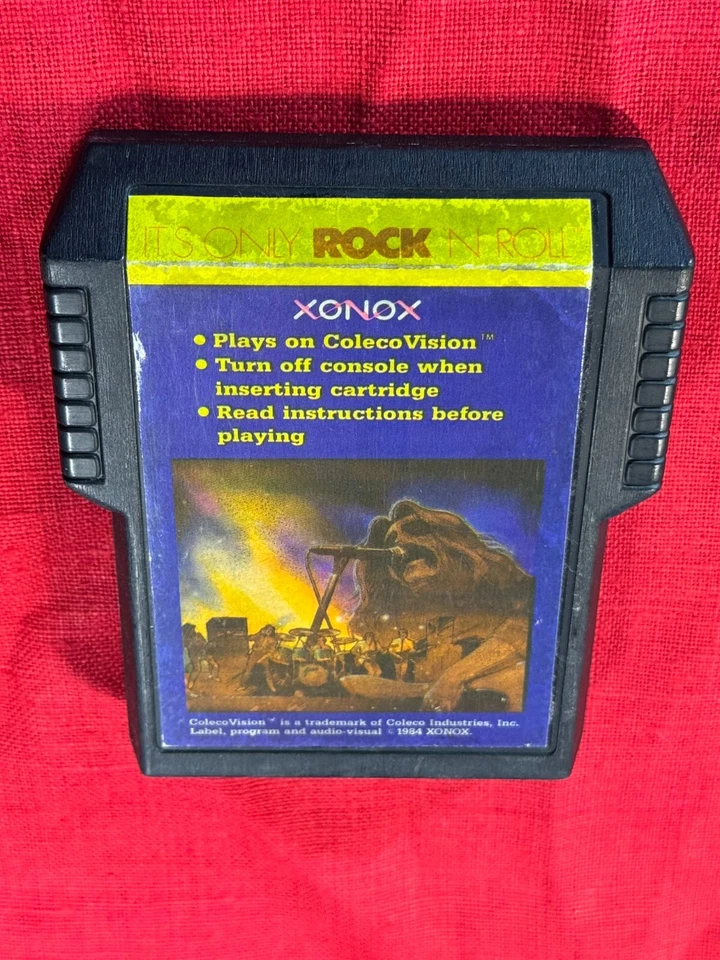 IT'S ONLY ROCK 'N ROLL™
XONOX
• Plays on ColecoVision™
• Turn off console when
inserting cartridge
• Read instructions before
playing
ColecoVision™ is a trademark of Coleco Industries, Inc.
Label, program and audio-visual © 1984 XONOX.